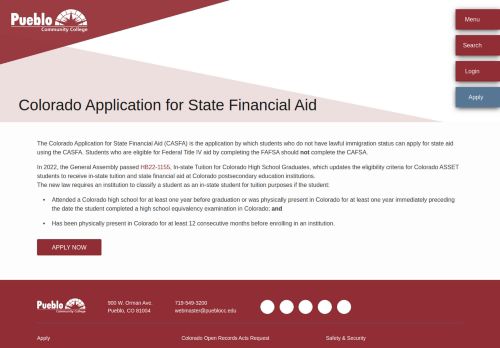 Pueblo
Community College
Menu
Search
Login
Apply
Colorado Application for State Financial Aid
The Colorado Application for State Financial Aid (CASFA) is the application by which students who do not have lawful immigration status can apply for state aid
using the CASFA. Students who are eligible for Federal Title IV aid by completing the FAFSA should not complete the CAFSA.
In 2022, the General Assembly passed HB22-1155, In-state Tuition for Colorado High School Graduates, which updates the eligibility criteria for Colorado ASSET
students to receive in-state tuition and state financial aid at Colorado postsecondary education institutions.
The new law requires an institution to classify a student as an in-state student for tuition purposes if the student:
• Attended a Colorado high school for at least one year before graduation or was physically present in Colorado for at least one year immediately preceding
the date the student completed a high school equivalency examination in Colorado; and
• Has been physically present in Colorado for at least 12 consecutive months before enrolling in an institution.
APPLY NOW
Pueblo
Community College
900 W. Orman Ave.
Pueblo, CO 81004
719-549-3200
webmaster@pueblocc.edu
Apply
Colorado Open Records Acts Request
Safety & Security